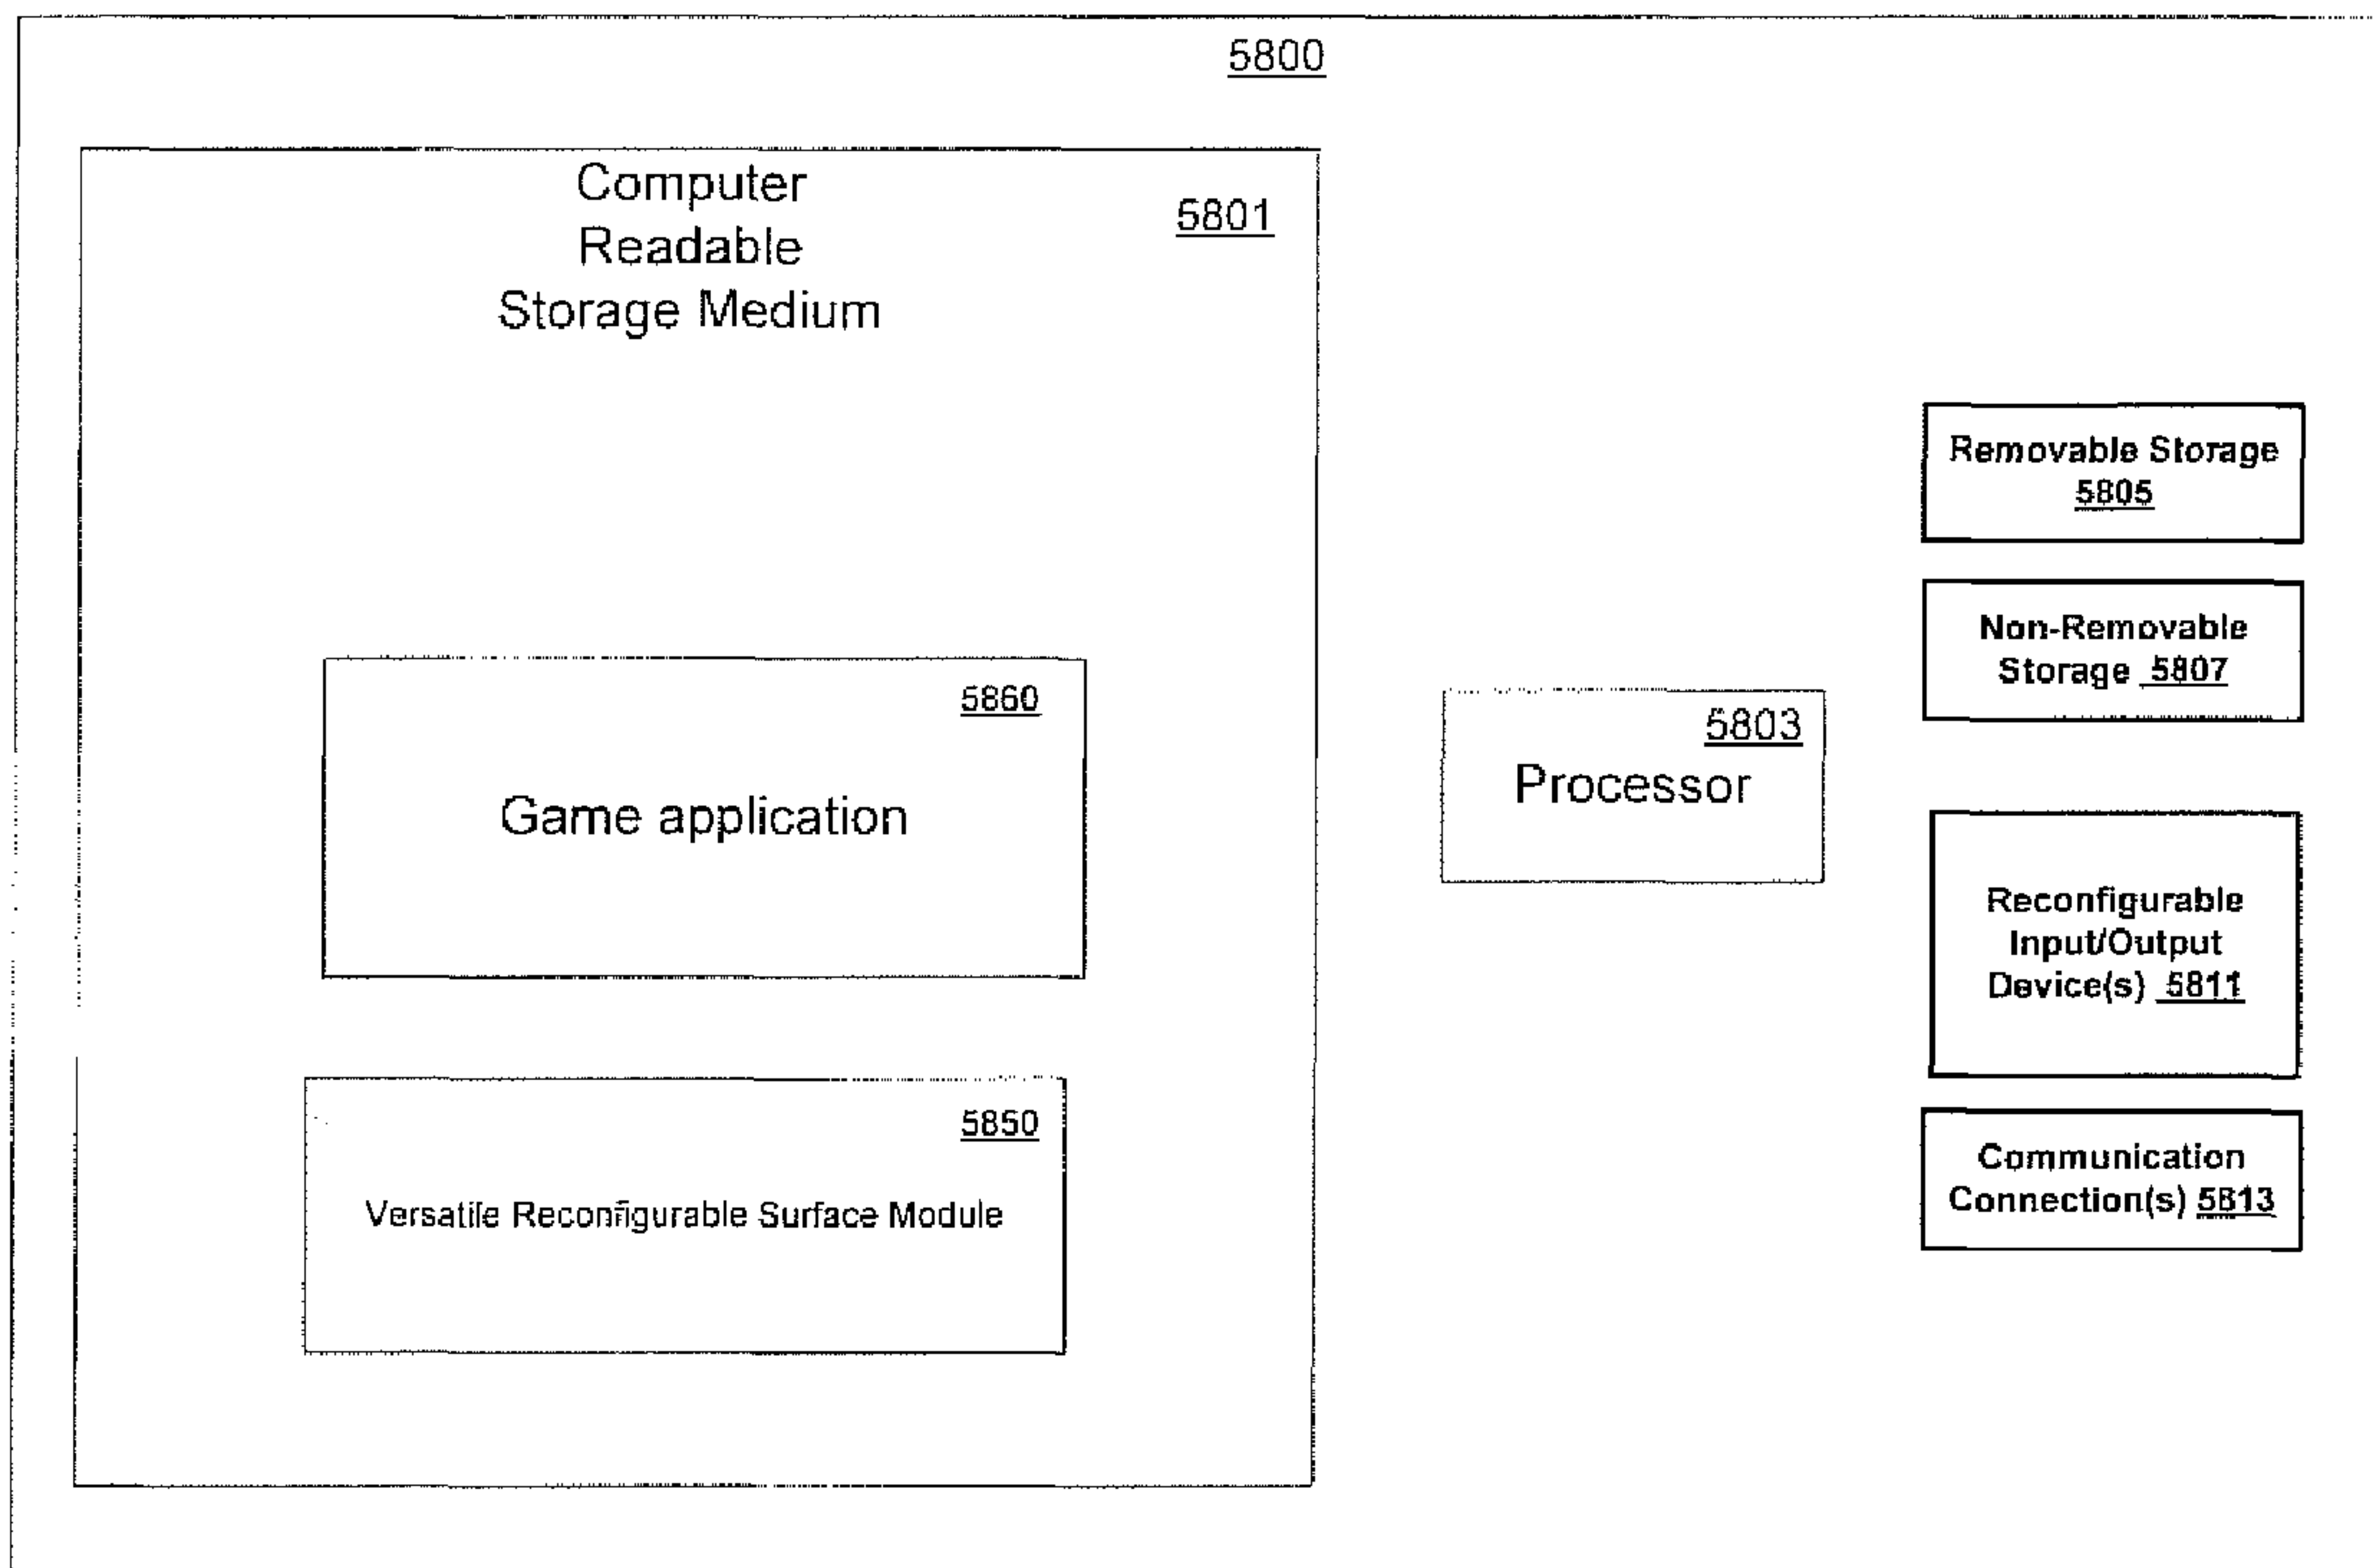 5800
Computer
Readable
Storage Medium
5801
5860
Game application
5850
Versatile Reconfigurable Surface Module
5803
Processor
Removable Storage
5805
Non-Removable
Storage 5807
Reconfigurable
Input/Output
Device(s) 5811
Communication
Connection(s) 5813